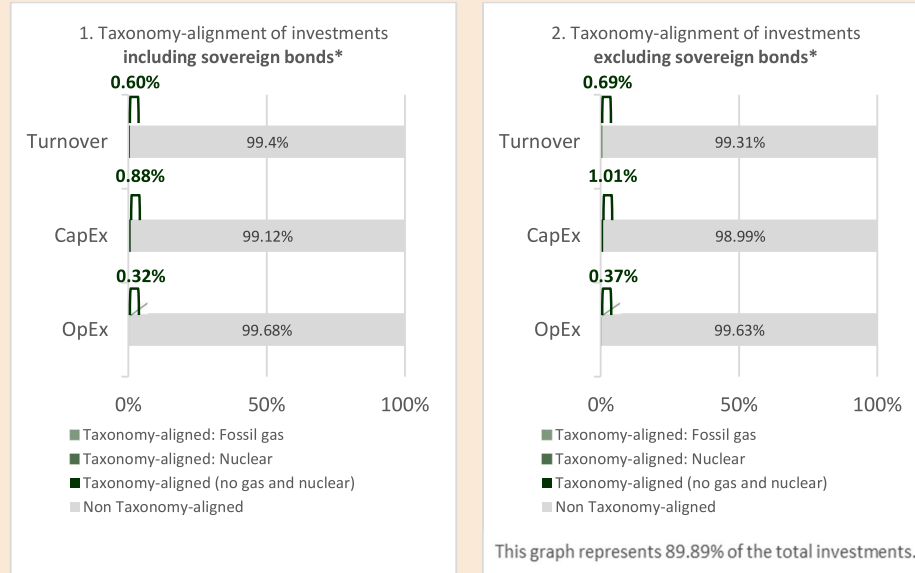 1. Taxonomy-alignment of investments
including sovereign bonds*
0.60%
Turnover
99.4%
0.88%
CapEx
99.12%
0.32%
OpEx
99.68%
0%
50%
100%
Taxonomy-aligned: Fossil gas
Taxonomy-aligned: Nuclear
Taxonomy-aligned (no gas and nuclear)
Non Taxonomy-aligned
2. Taxonomy-alignment of investments
excluding sovereign bonds*
0.69%
Turnover
99.31%
1.01%
CapEx
98.99%
0.37%
OpEx
99.63%
0%
50%
100%
Taxonomy-aligned: Fossil gas
Taxonomy-aligned: Nuclear
Taxonomy-aligned (no gas and nuclear)
Non Taxonomy-aligned
This graph represents 89.89% of the total investments.